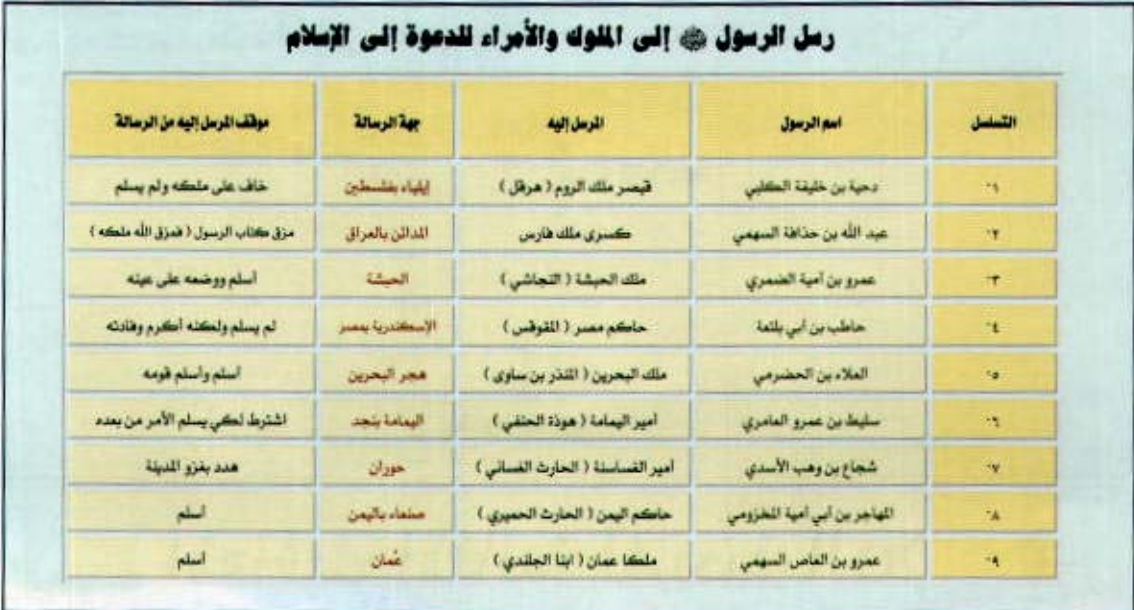 رسل الرسول ﷺ إلى الملوك والأمراء للدعوة إلى الإسلام
التسلسل اسم الرسول المرسل إليه جهة الرسالة موقف المرسل إليه من الرسالة
١- دحية بن خليفة الكلبي قيصر ملك الروم ( هرقل ) إيلياء بفلسطين خاف على ملكه ولم يسلم
٢- عبد الله بن حذافة السهمي كسرى ملك فارس المدائن بالعراق مزق كتاب الرسول ( فمزق الله ملكه )
٣- عمرو بن أمية الضمري ملك الحبشة ( النجاشي ) الحبشة أسلم ووضعه على عينه
٤- حاطب بن أبي بلتعة حاكم مصر ( المقوقس ) الإسكندرية بمصر لم يسلم ولكنه أكرم وفادته
٥- العلاء بن الحضرمي ملك البحرين ( المنذر بن ساوى ) هجر البحرين أسلم وأسلم قومه
٦- سليط بن عمرو العامري أمير اليمامة ( هوذة الحنفي ) اليمامة بنجد اشترط لكي يسلم الأمر من بعده
٧- شجاع بن وهب الأسدي أمير الغساسنة ( الحارث الغساني ) حوران هدد بغزو المدينة
٨- المهاجر بن أبي أمية المخزومي حاكم اليمن ( الحارث الحميري ) صنعاء باليمن أسلم
٩- عمرو بن العاص السهمي ملكا عمان ( ابنا الجلندي ) عُمان أسلم